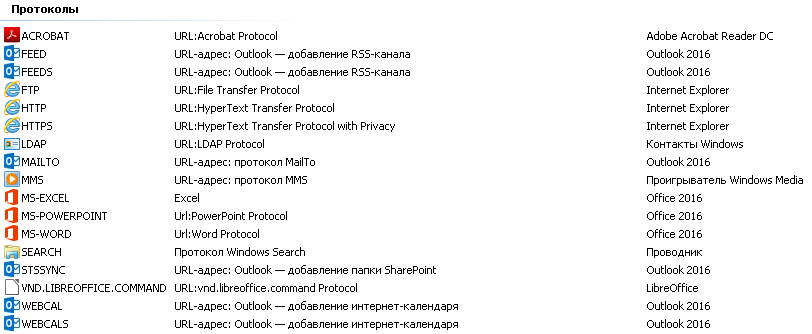 Протоколы
ACROBAT URL:Acrobat Protocol Adobe Acrobat Reader DC
FEED URL-адрес: Outlook — добавление RSS-канала Outlook 2016
FEEDS URL-адрес: Outlook — добавление RSS-канала Outlook 2016
FTP URL:File Transfer Protocol Internet Explorer
HTTP URL:HyperText Transfer Protocol Internet Explorer
HTTPS URL:HyperText Transfer Protocol with Privacy Internet Explorer
LDAP URL:LDAP Protocol Контакты Windows
MAILTO URL-адрес: протокол MailTo Outlook 2016
MMS URL-адрес: протокол MMS Проигрыватель Windows Media
MS-EXCEL Excel Office 2016
MS-POWERPOINT Url:PowerPoint Protocol Office 2016
MS-WORD Url:Word Protocol Office 2016
SEARCH Протокол Windows Search Проводник
STSSYNC URL-адрес: Outlook — добавление папки SharePoint Outlook 2016
VND.LIBREOFFICE.COMMAND URL:vnd.libreoffice.command Protocol LibreOffice
WEBCAL URL-адрес: Outlook — добавление интернет-календаря Outlook 2016
WEBCALS URL-адрес: Outlook — добавление интернет-календаря Outlook 2016